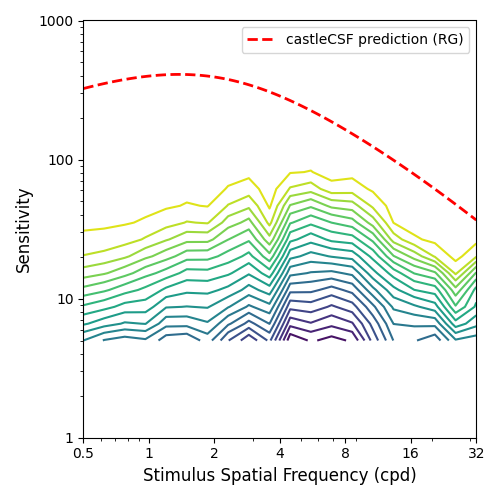 1000
castleCSF prediction (RG)
100
10
1
Sensitivity
0.5 1 2 4 8 16 32
Stimulus Spatial Frequency (cpd)